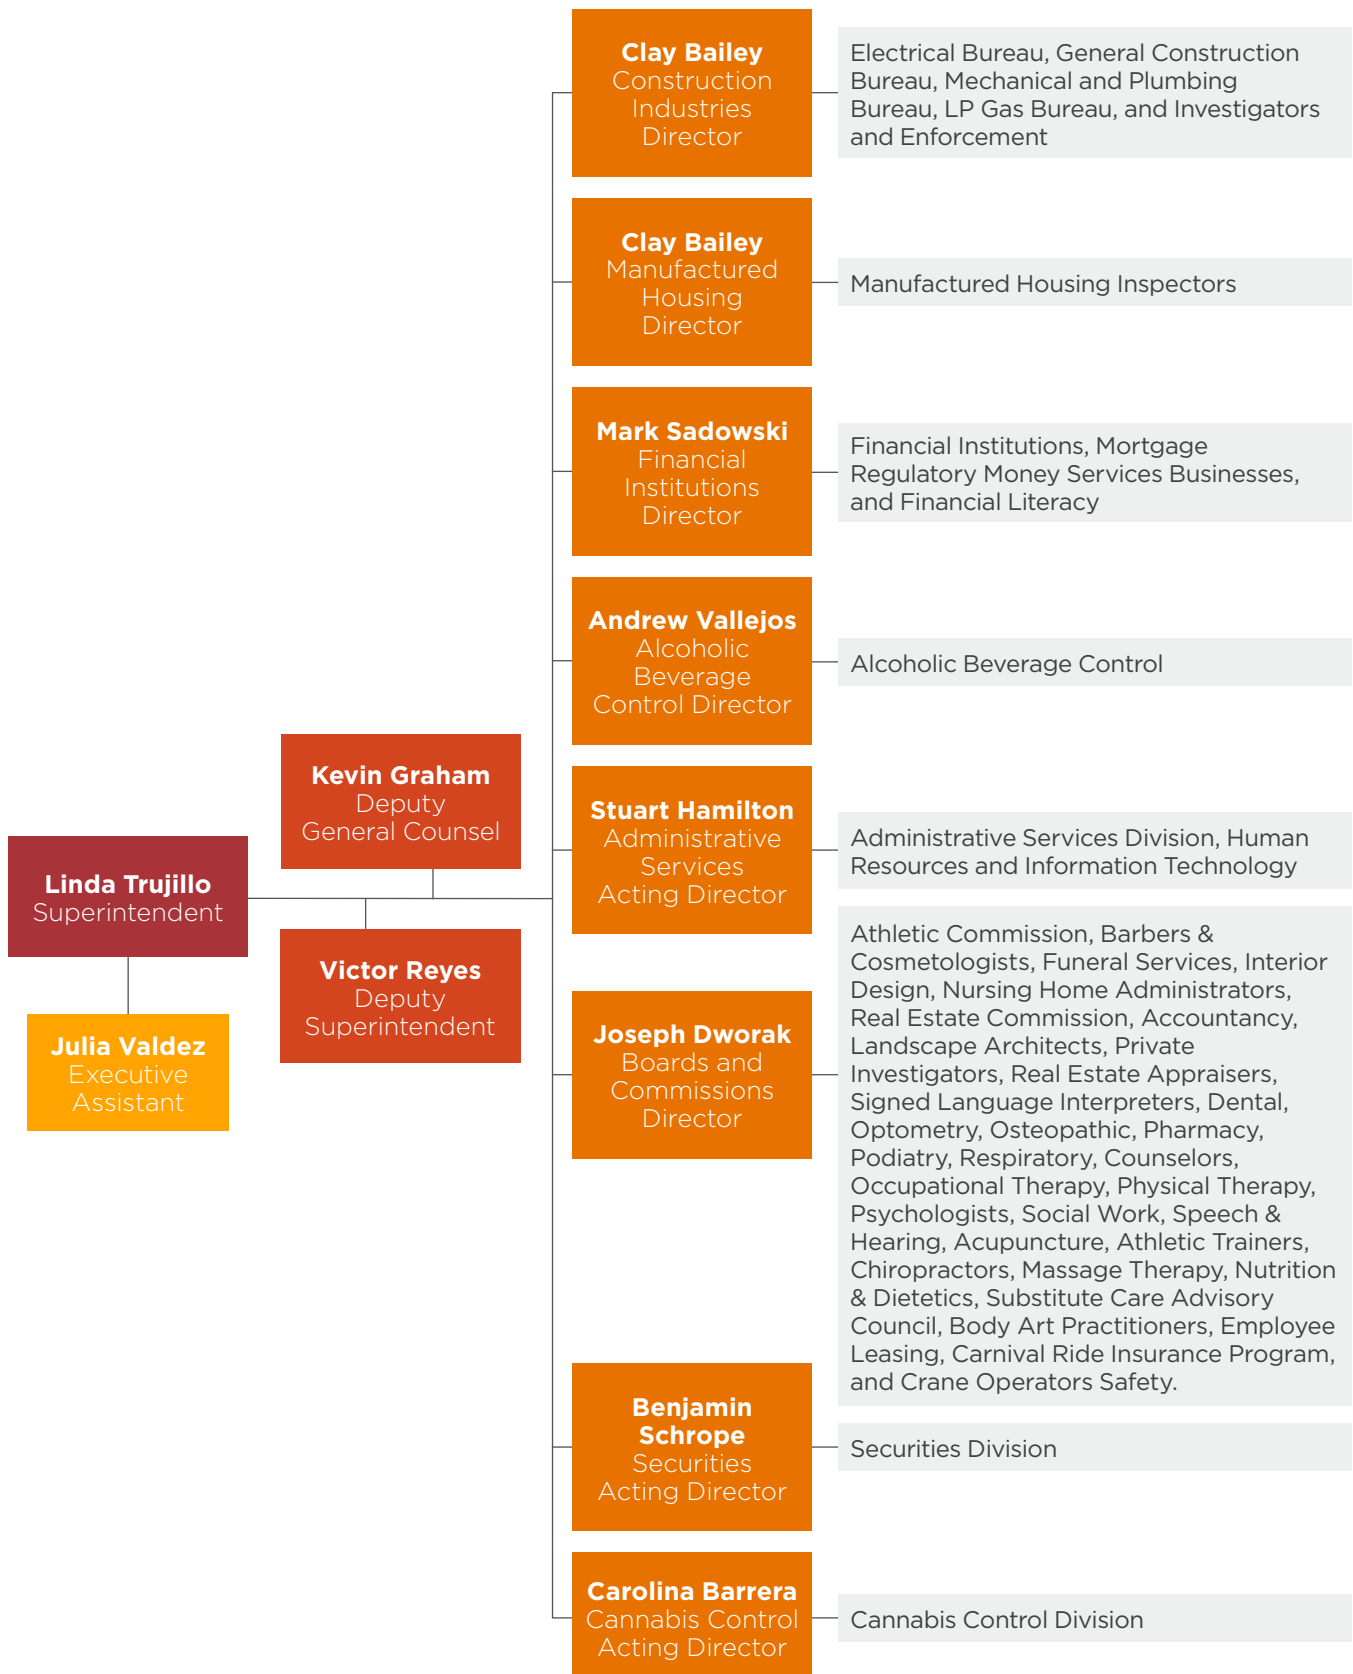 Linda Trujillo
Superintendent
Julia Valdez
Executive
Assistant
Kevin Graham
Deputy
General Counsel
Victor Reyes
Deputy
Superintendent
Clay Bailey
Construction
Industries
Director
Electrical Bureau, General Construction
Bureau, Mechanical and Plumbing
Bureau, LP Gas Bureau, and Investigators
and Enforcement
Clay Bailey
Manufactured
Housing
Director
Manufactured Housing Inspectors
Mark Sadowski
Financial
Institutions
Director
Financial Institutions, Mortgage
Regulatory Money Services Businesses,
and Financial Literacy
Andrew Vallejos
Alcoholic
Beverage
Control Director
Alcoholic Beverage Control
Stuart Hamilton
Administrative
Services
Acting Director
Administrative Services Division, Human
Resources and Information Technology
Joseph Dworak
Boards and
Commissions
Director
Athletic Commission, Barbers &
Cosmetologists, Funeral Services, Interior
Design, Nursing Home Administrators,
Real Estate Commission, Accountancy,
Landscape Architects, Private
Investigators, Real Estate Appraisers,
Signed Language Interpreters, Dental,
Optometry, Osteopathic, Pharmacy,
Podiatry, Respiratory, Counselors,
Occupational Therapy, Physical Therapy,
Psychologists, Social Work, Speech &
Hearing, Acupuncture, Athletic Trainers,
Chiropractors, Massage Therapy, Nutrition
& Dietetics, Substitute Care Advisory
Council, Body Art Practitioners, Employee
Leasing, Carnival Ride Insurance Program,
and Crane Operators Safety.
Benjamin
Schrope
Securities
Acting Director
Securities Division
Carolina Barrera
Cannabis Control
Acting Director
Cannabis Control Division